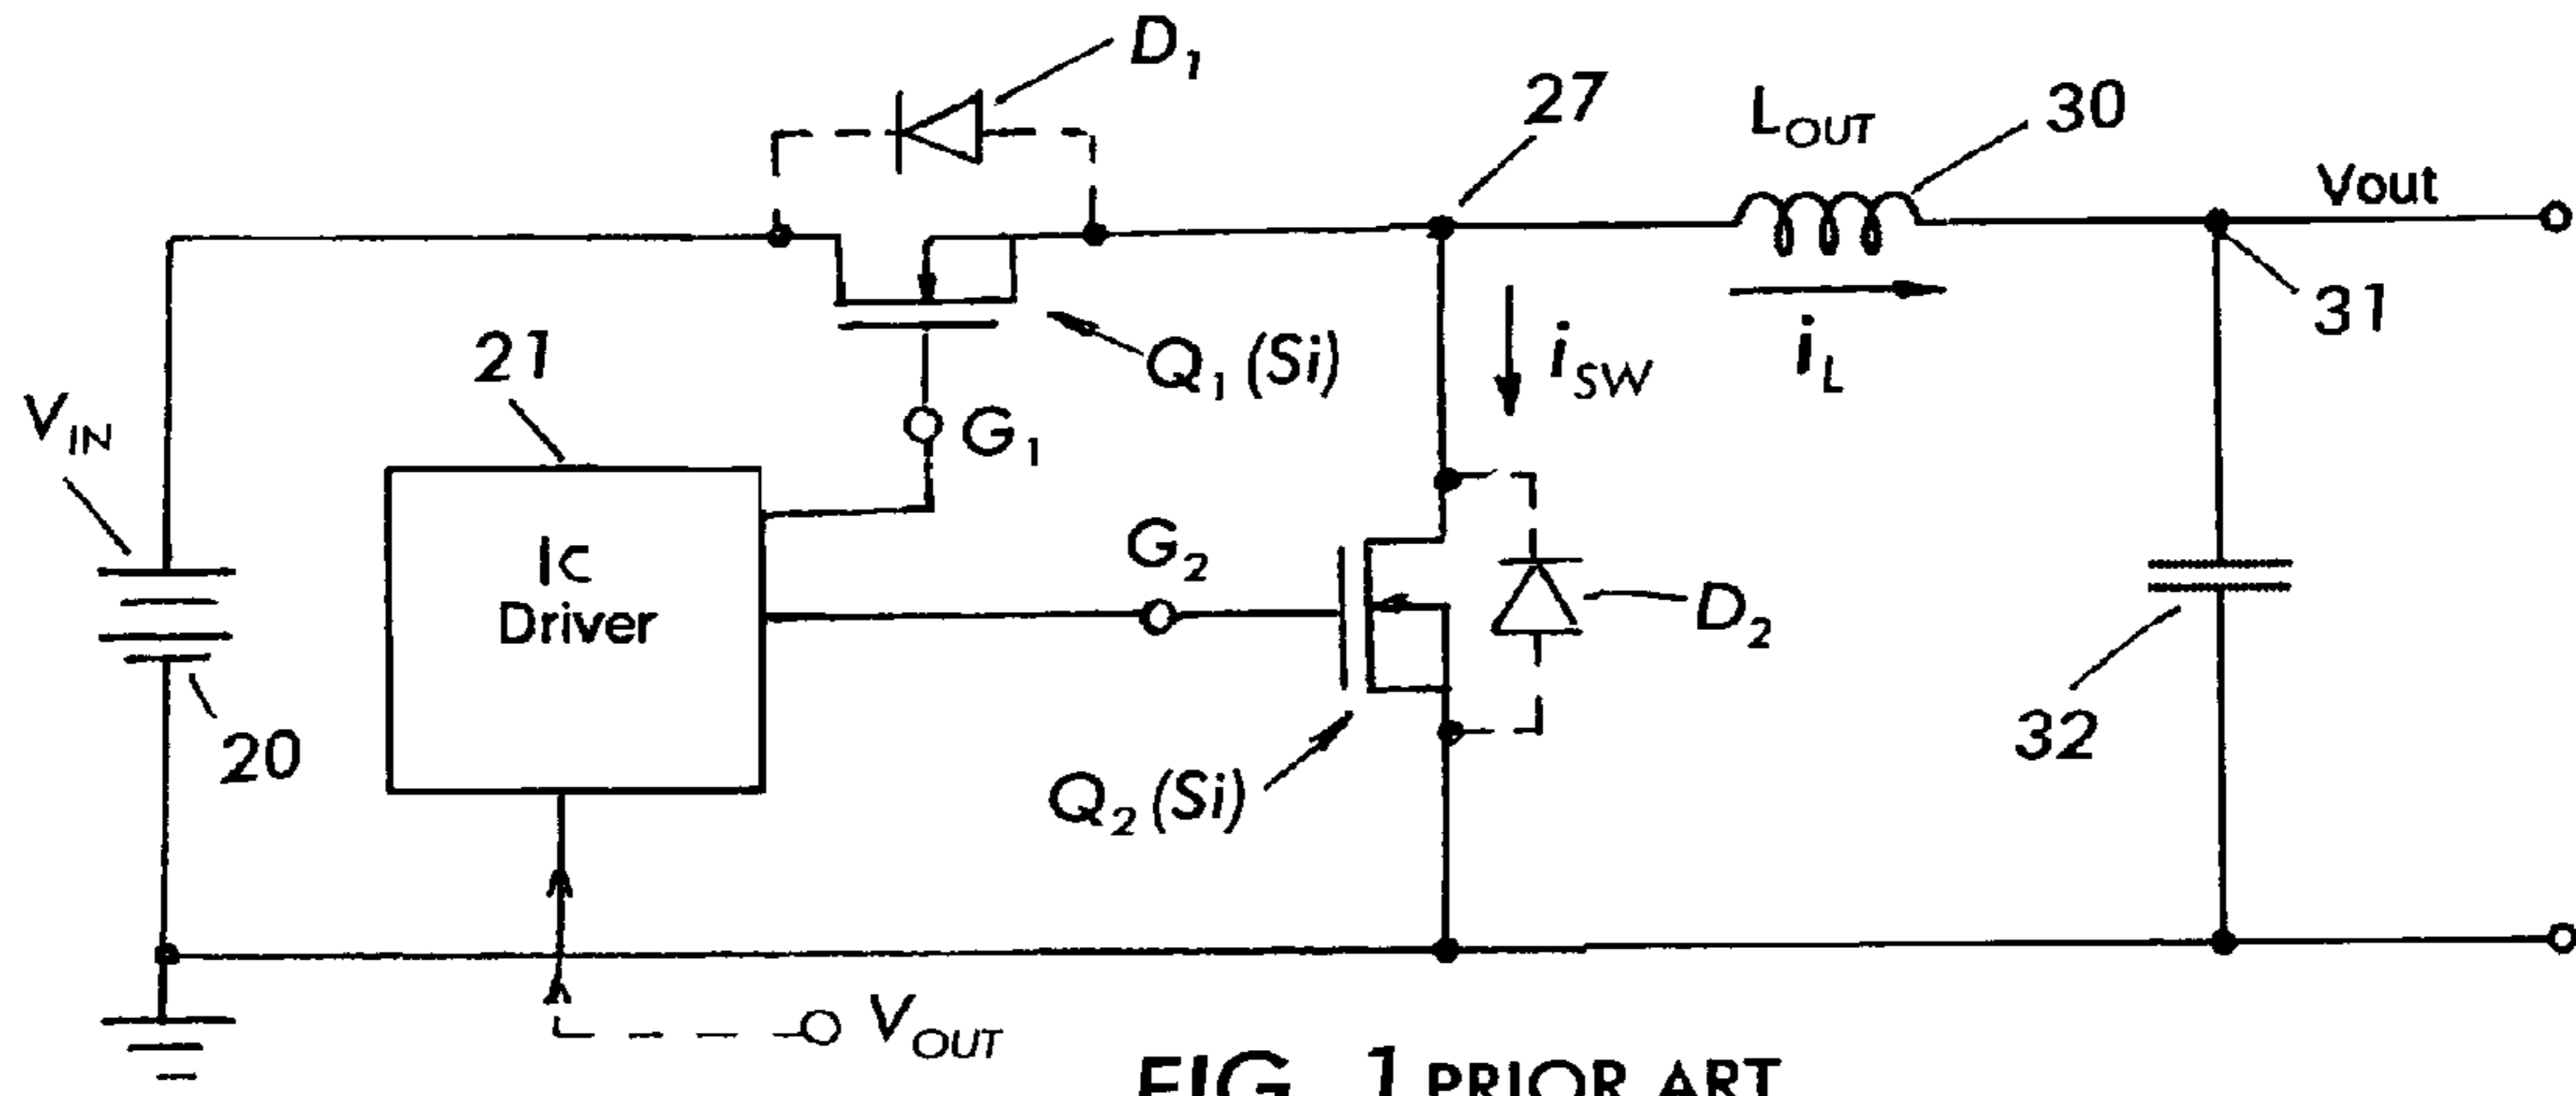 D1
27
LOUT
30
Vout
31
21
Q1 (Si)
iSW
iL
VIN
G1
IC
Driver
G2
D2
20
Q2 (Si)
32
VOUT
FIG. 1 PRIOR ART